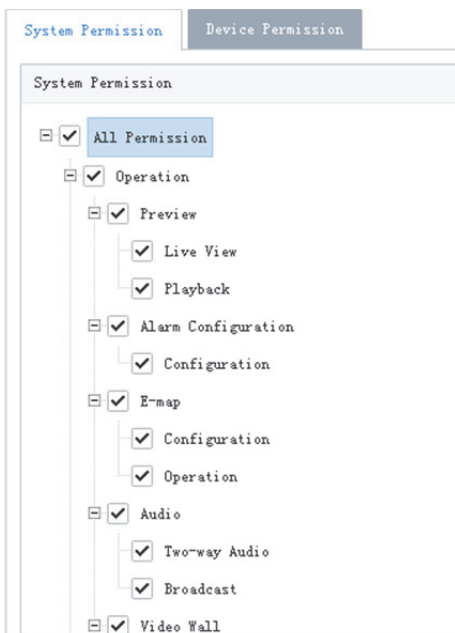 System Permission
Device Permission
System Permission
All Permission
Operation
Preview
Live View
Playback
Alarm Configuration
Configuration
E-map
Configuration
Operation
Audio
Two-way Audio
Broadcast
Video Wall